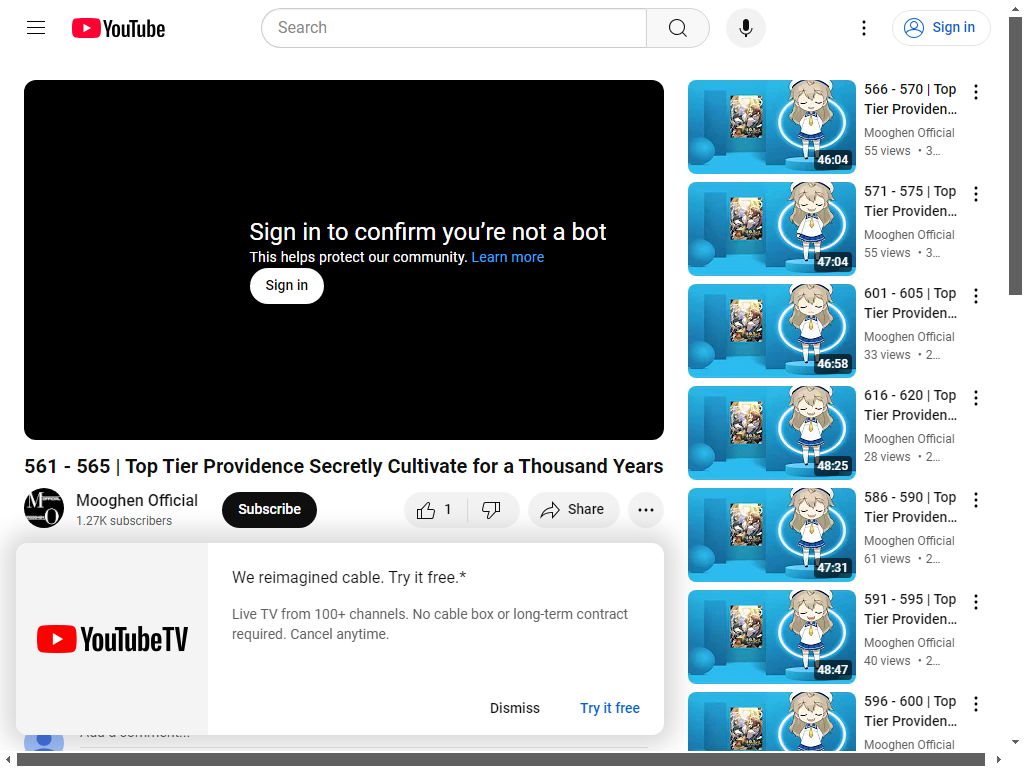 YouTube
Search
Sign in
Sign in to confirm you’re not a bot
This helps protect our community. Learn more
Sign in
561 - 565 | Top Tier Providence Secretly Cultivate for a Thousand Years
Mooghen Official
1.27K subscribers
Subscribe
1
Share
We reimagined cable. Try it free.*
Live TV from 100+ channels. No cable box or long-term contract
required. Cancel anytime.
YouTubeTV
Dismiss
Try it free
Add a comment...
566 - 570 | Top
Tier Providen...
Mooghen Official
55 views • 3...
46:04
571 - 575 | Top
Tier Providen...
Mooghen Official
55 views • 3...
47:04
601 - 605 | Top
Tier Providen...
Mooghen Official
33 views • 2...
46:58
616 - 620 | Top
Tier Providen...
Mooghen Official
28 views • 2...
48:25
586 - 590 | Top
Tier Providen...
Mooghen Official
61 views • 2...
47:31
591 - 595 | Top
Tier Providen...
Mooghen Official
40 views • 2...
48:47
596 - 600 | Top
Tier Providen...
Mooghen Official